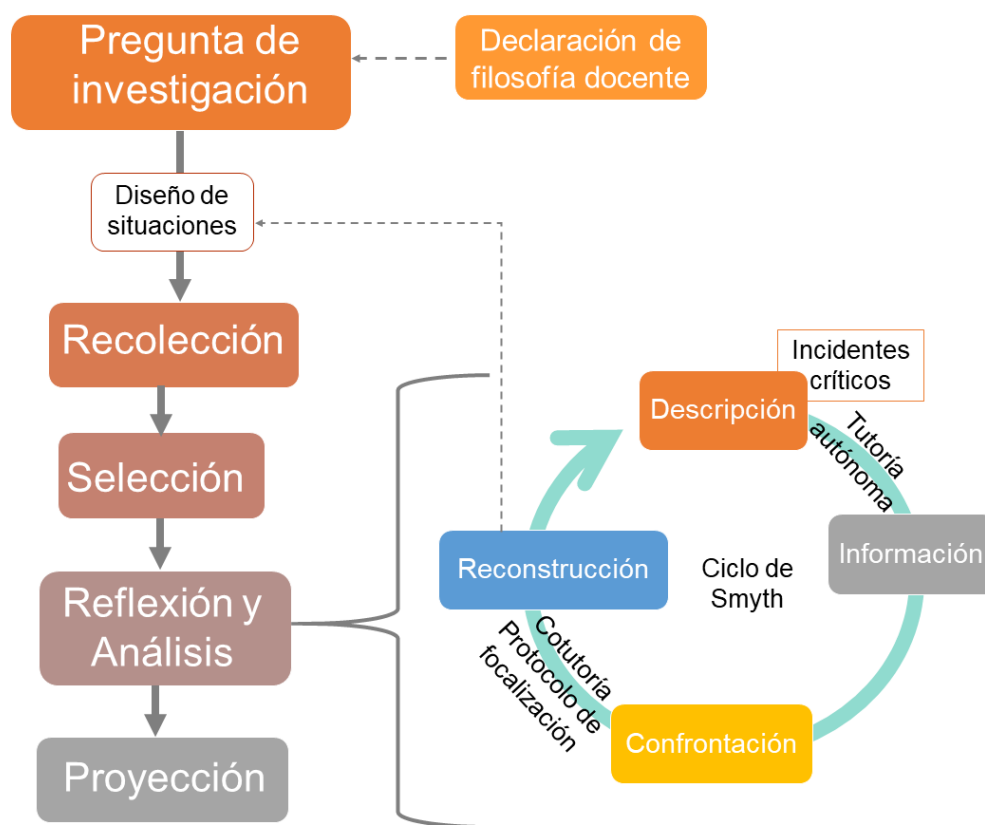 Pregunta de
investigación
Declaración de
filosofía docente
Diseño de
situaciones
Recolección
Selección
Reflexión y
Análisis
Proyección
Incidentes
críticos
Descripción
Tutoría
autónoma
Información
Ciclo de
Smyth
Reconstrucción
Cotutoría
Protocolo de
focalización
Confrontación